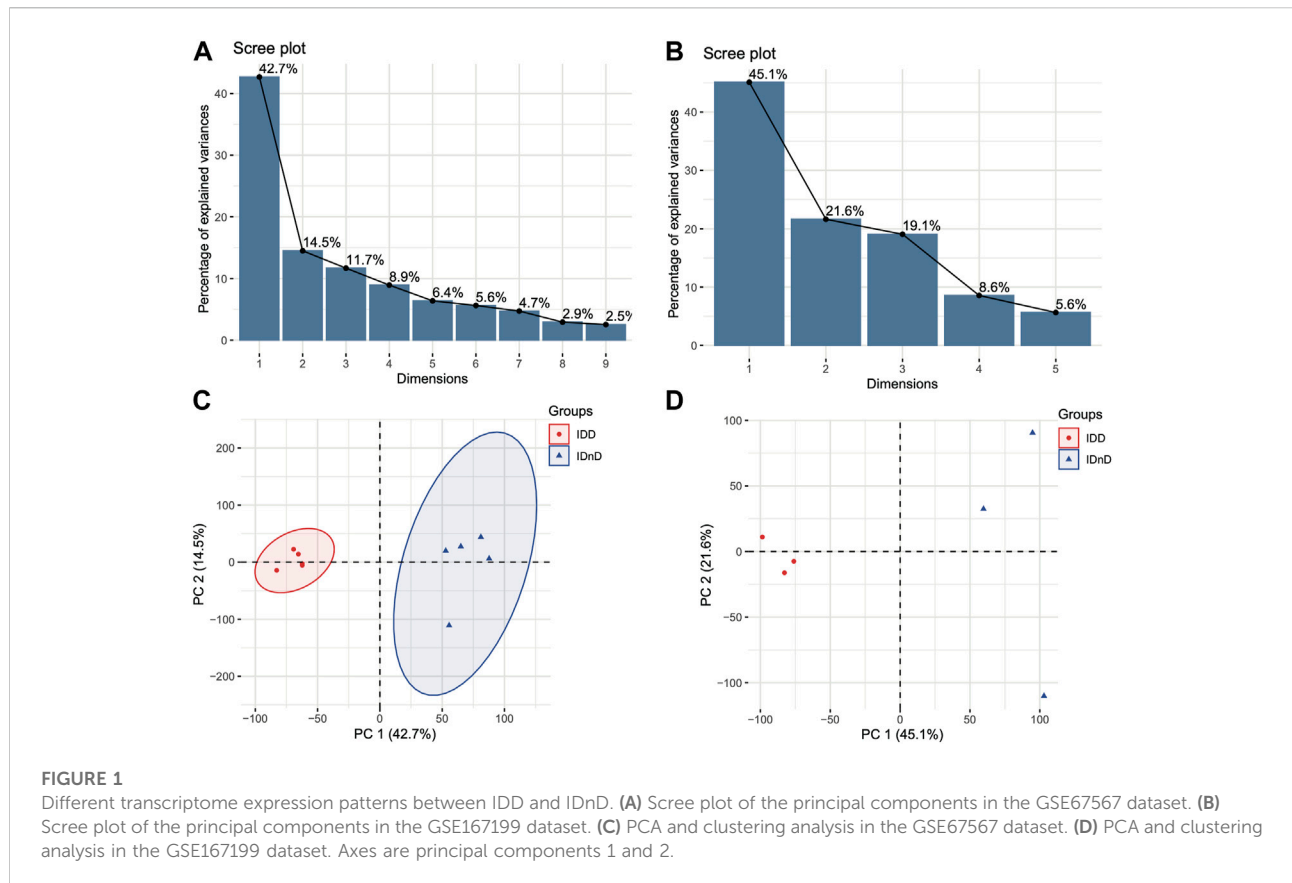 A
Scree plot
42.7%
14.5%
11.7%
8.9%
6.4%
5.6%
4.7%
2.9%
2.5%
40
30
20
10
0
Percentage of explained variances
1 2 3 4 5 6 7 8 9
Dimensions
B
Scree plot
45.1%
21.6%
19.1%
8.6%
5.6%
40
30
20
10
0
Percentage of explained variances
1 2 3 4 5
Dimensions
C
Groups
IDD
IDnD
200
100
0
−100
−200
PC 2 (14.5%)
−100 −50 0 50 100
PC 1 (42.7%)
D
Groups
IDD
IDnD
100
50
0
−50
−100
PC 2 (21.6%)
−100 −50 0 50 100
PC 1 (45.1%)
FIGURE 1
Different transcriptome expression patterns between IDD and IDnD. (A) Scree plot of the principal components in the GSE67567 dataset. (B)
Scree plot of the principal components in the GSE167199 dataset. (C) PCA and clustering analysis in the GSE67567 dataset. (D) PCA and clustering
analysis in the GSE167199 dataset. Axes are principal components 1 and 2.